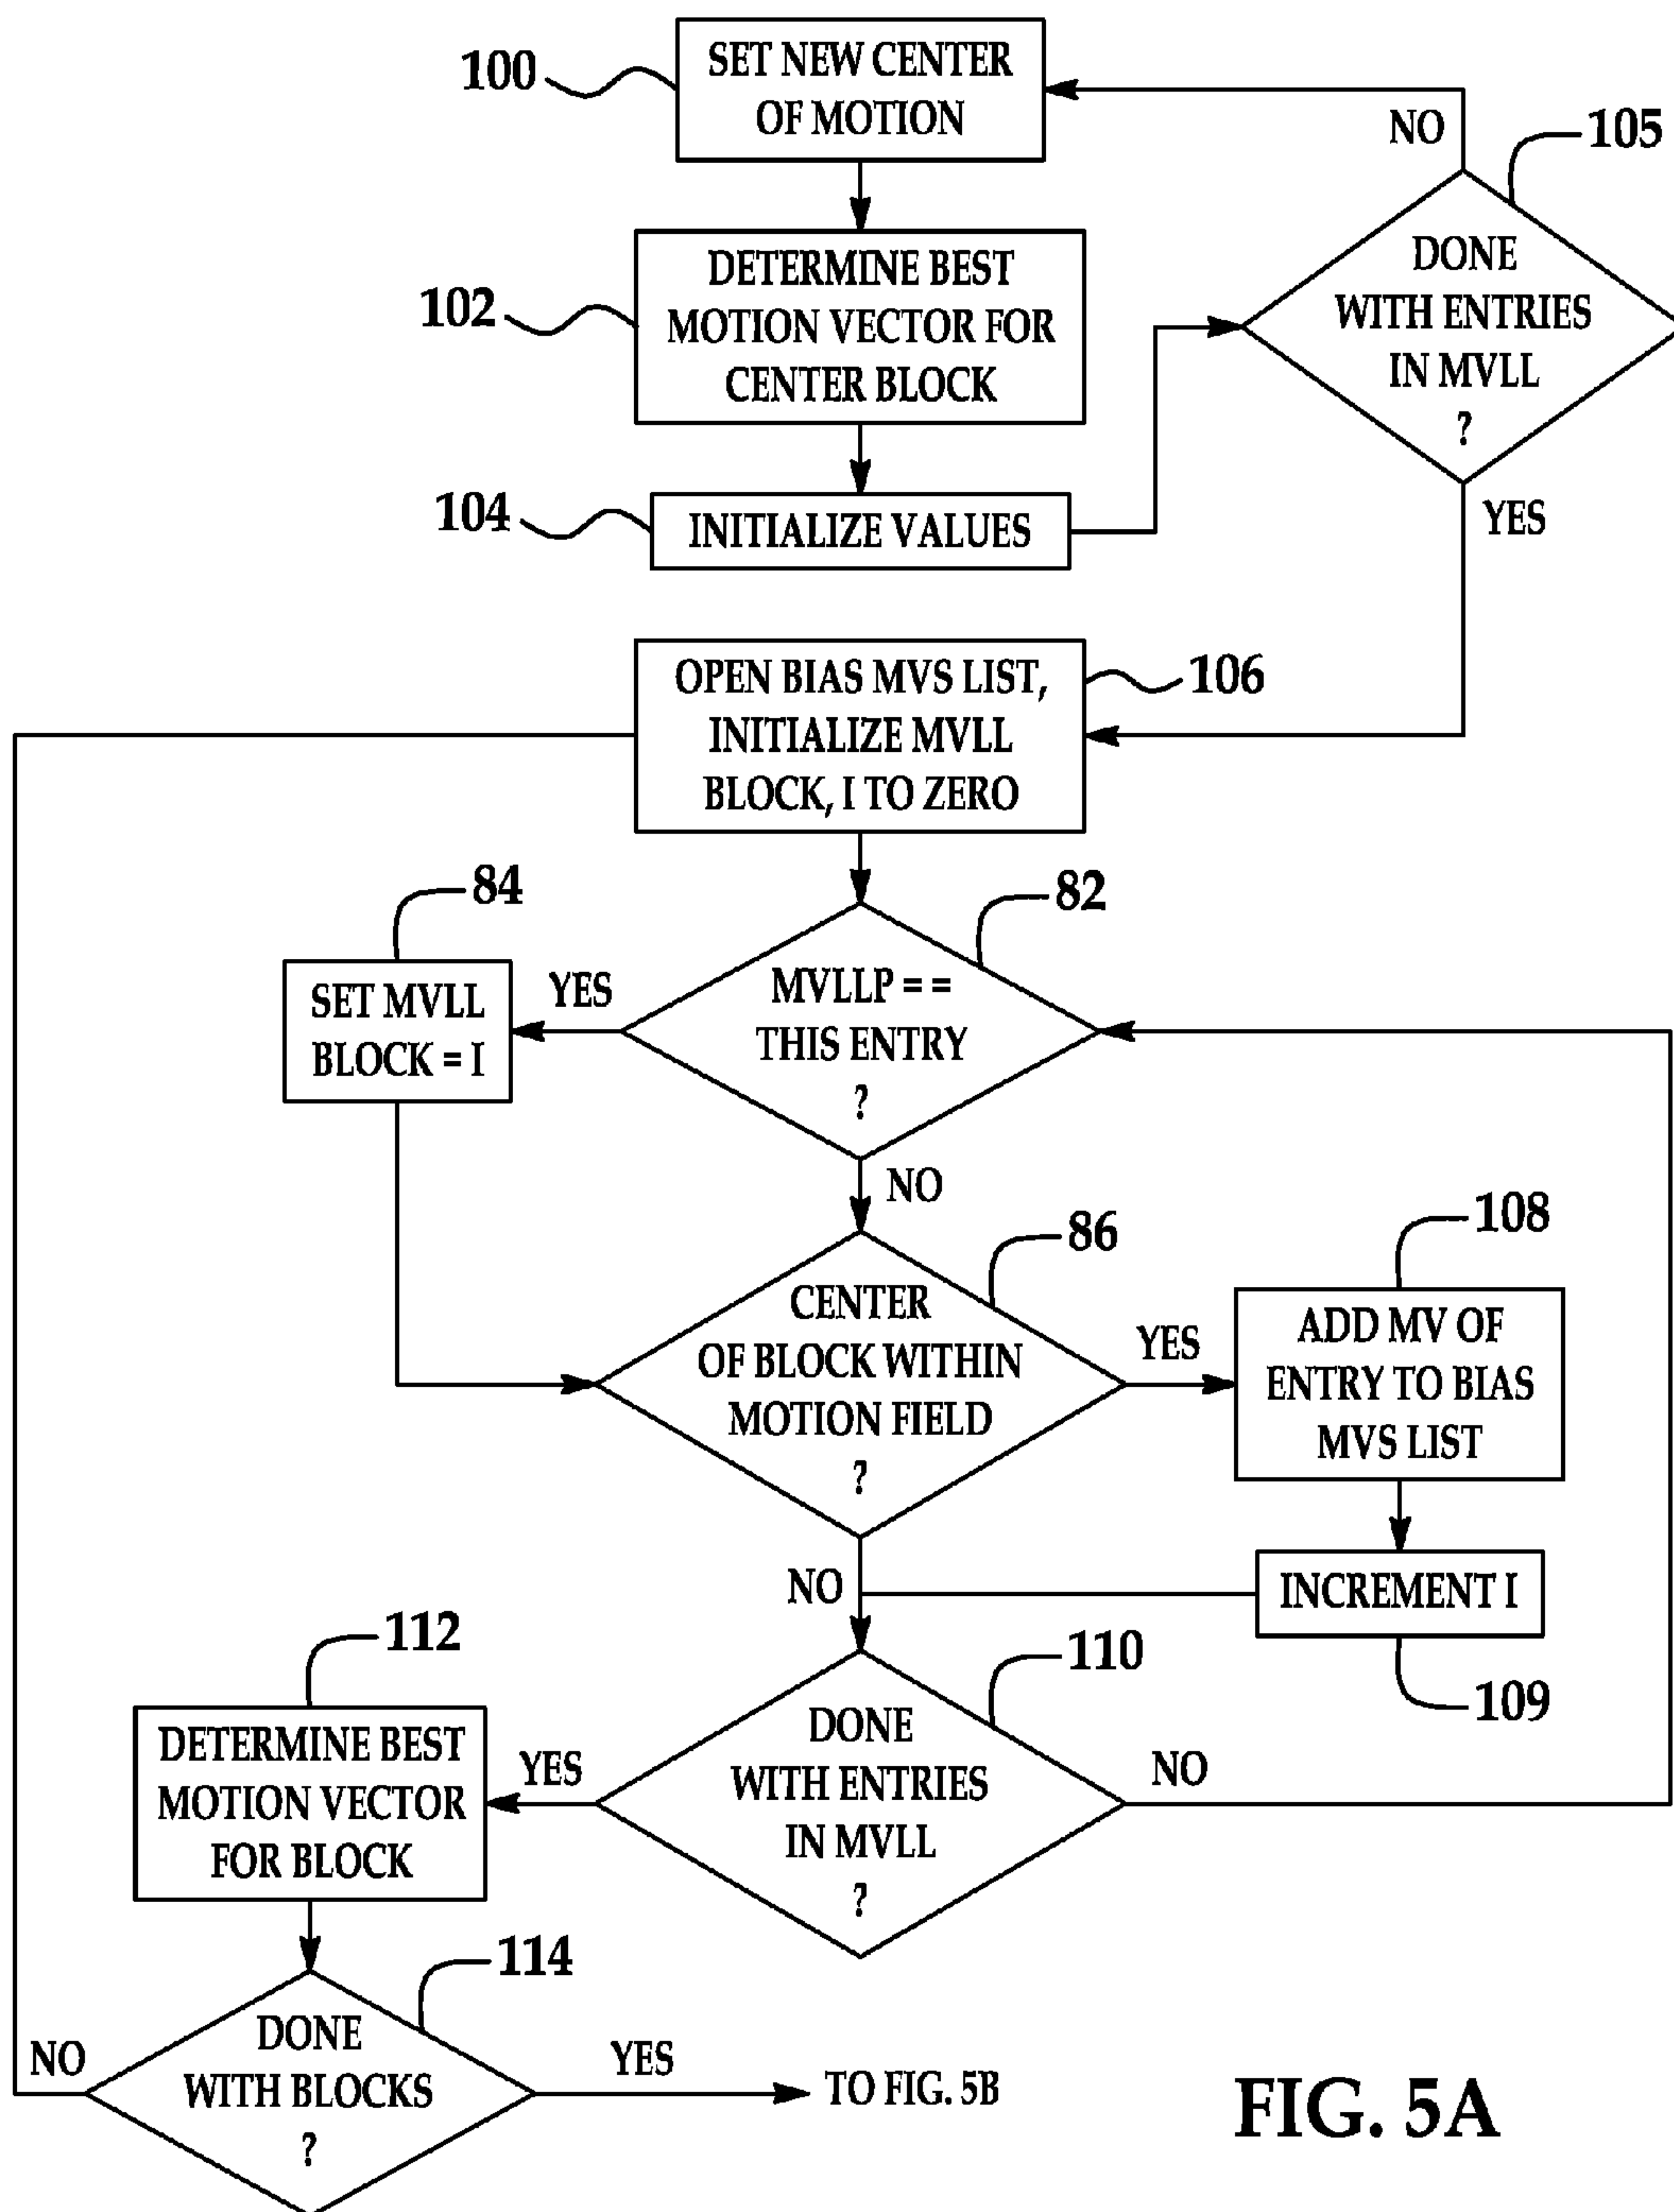 100
SET NEW CENTER
OF MOTION
NO
105
DONE
WITH ENTRIES
IN MVLL
?
102
DETERMINE BEST
MOTION VECTOR FOR
CENTER BLOCK
104
INITIALIZE VALUES
YES
OPEN BIAS MVS LIST,
INITIALIZE MVLL
BLOCK, I TO ZERO
106
84
82
SET MVLL
BLOCK = I
YES
MVLLP = =
THIS ENTRY
?
NO
86
108
CENTER
OF BLOCK WITHIN
MOTION FIELD
?
YES
ADD MV OF
ENTRY TO BIAS
MVS LIST
NO
INCREMENT I
109
112
110
DETERMINE BEST
MOTION VECTOR
FOR BLOCK
YES
DONE
WITH ENTRIES
IN MVLL
?
NO
114
NO
DONE
WITH BLOCKS
?
YES
TO FIG. 5B
FIG. 5A